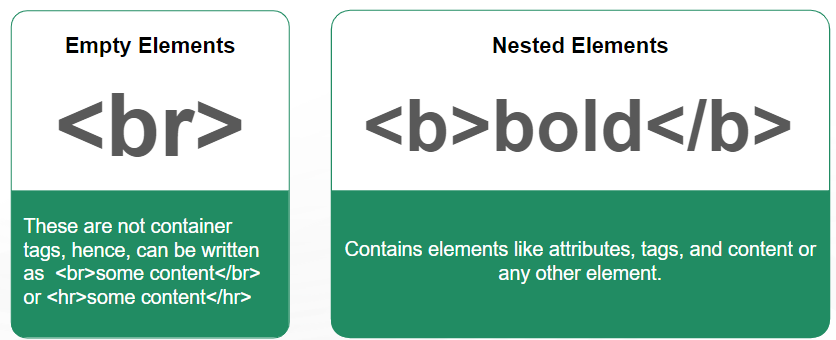 Empty Elements
<br>
These are not container
tags, hence, can be written
as <br>some content</br>
or <hr>some content</hr>
Nested Elements
<b>bold</b>
Contains elements like attributes, tags, and content or
any other element.